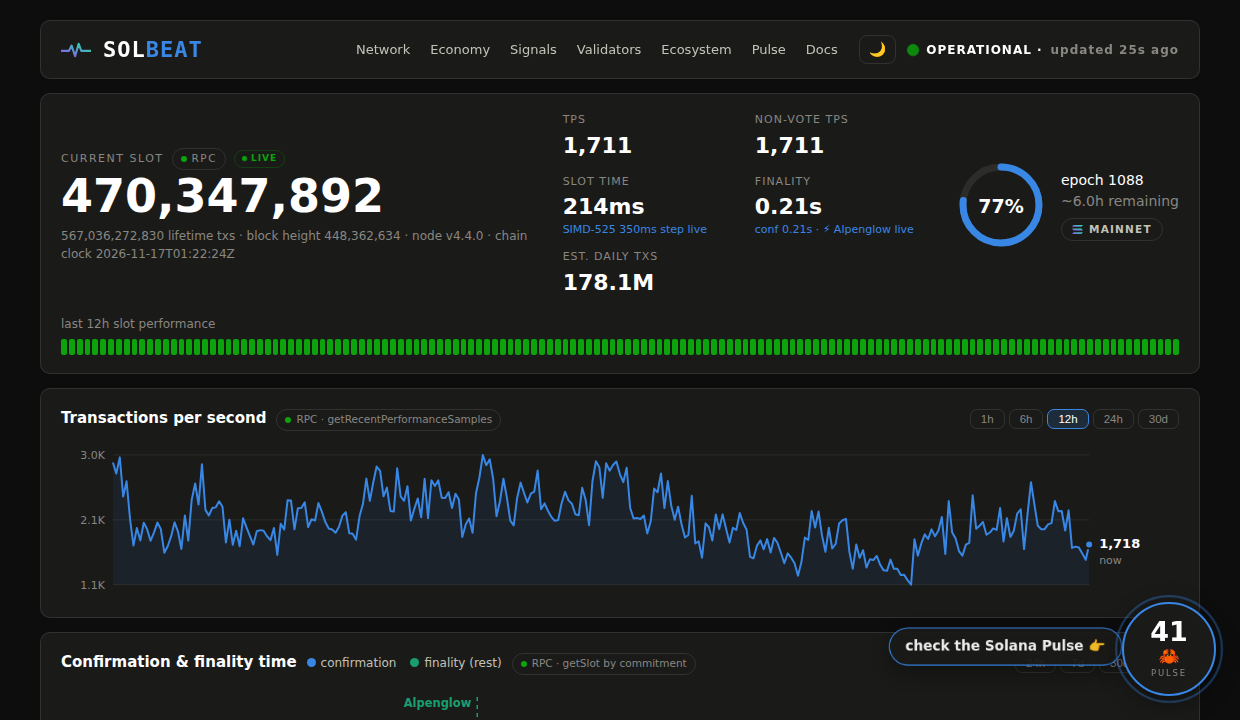 SOLBEAT
Network Economy Signals Validators Ecosystem Pulse Docs
OPERATIONAL · updated 25s ago
CURRENT SLOT RPC LIVE
470,347,892
567,036,272,830 lifetime txs · block height 448,362,634 · node v4.4.0 · chain
clock 2026-11-17T01:22:24Z
TPS
1,711
NON-VOTE TPS
1,711
SLOT TIME
214ms
SIMD-525 350ms step live
FINALITY
0.21s
conf 0.21s · ⚡ Alpenglow live
EST. DAILY TXS
178.1M
77%
epoch 1088
~6.0h remaining
MAINNET
last 12h slot performance
Transactions per second RPC · getRecentPerformanceSamples
1h 6h 12h 24h 30d
3.0K
2.1K
1.1K
1,718
now
Confirmation & finality time confirmation finality (rest) RPC · getSlot by commitment
Alpenglow
check the Solana Pulse 👉
41
🦀
PULSE